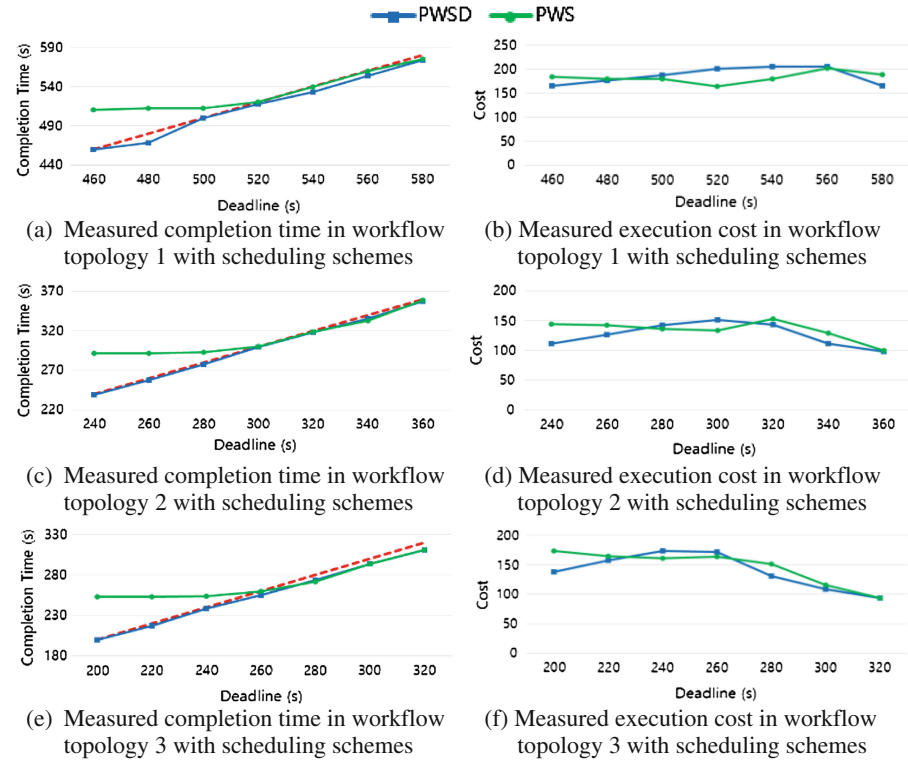 PWSD PWS
Completion Time (s)
590
540
490
440
460 480 500 520 540 560 580
Deadline (s)
(a) Measured completion time in workflow
topology 1 with scheduling schemes
Cost
250
200
150
100
50
0
460 480 500 520 540 560 580
Deadline (s)
(b) Measured execution cost in workflow
topology 1 with scheduling schemes
Completion Time (s)
370
320
270
220
240 260 280 300 320 340 360
Deadline (s)
(c) Measured completion time in workflow
topology 2 with scheduling schemes
Cost
200
150
100
50
0
240 260 280 300 320 340 360
Deadline (s)
(d) Measured execution cost in workflow
topology 2 with scheduling schemes
Completion Time (s)
330
280
230
180
200 220 240 260 280 300 320
Deadline (s)
(e) Measured completion time in workflow
topology 3 with scheduling schemes
Cost
200
150
100
50
0
200 220 240 260 280 300 320
Deadline (s)
(f) Measured execution cost in workflow
topology 3 with scheduling schemes